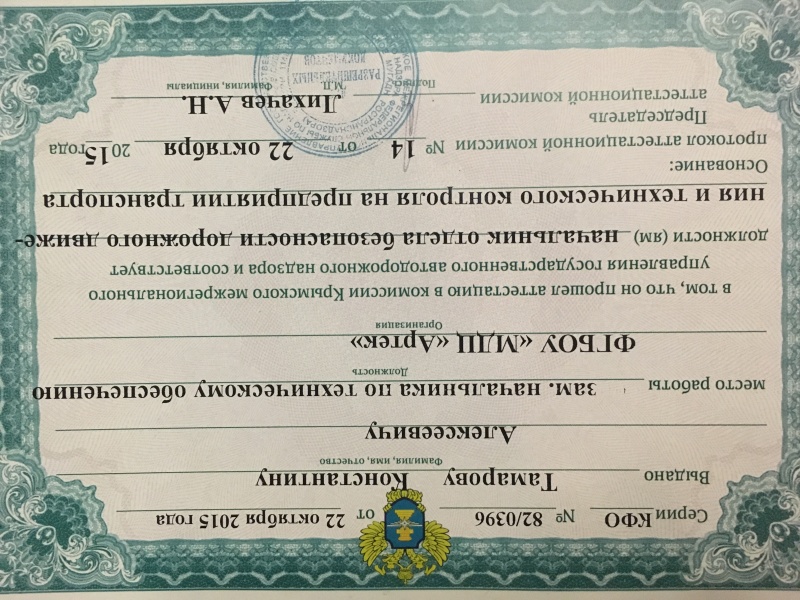 Серии КФО № 82/0396 от 22 октября 2015 года
Выдано Тамарову Константину
Фамилия, имя, отчество
Алексеевичу
место работы зам. начальника по техническому обеспечению
Должность
ФГБОУ «МДЦ «Артек»
Организация
в том, что он прошел аттестацию в комиссии Крымского межрегионального
управления государственного автодорожного надзора и соответствует
должности (ям) начальник отдела безопасности дорожного движе-
ния и технического контроля на предприятии транспорта
Основание:
протокол аттестационной комиссии № 14 от 22 октября 2015 года
Председатель
аттестационной комиссии Лихачев А.Н.
Подпись М.П. Фамилия, инициалы
РАЗРЕШИТЕЛЬНЫХ
ДОКУМЕНТОВ